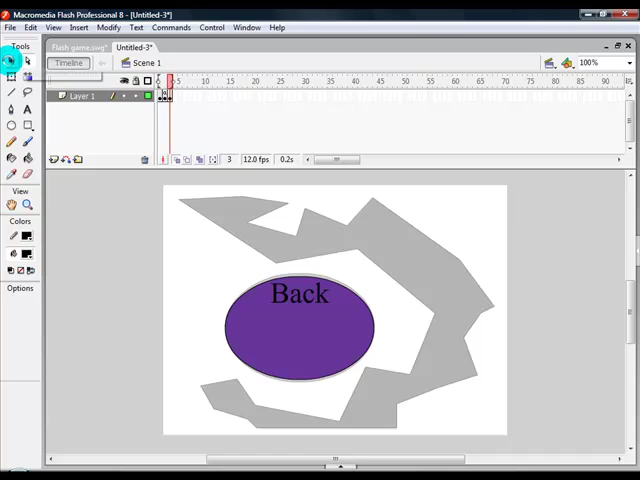 Macromedia Flash Professional 8 - [Untitled-3*]
File Edit View Insert Modify Text Commands Control Window Help
Tools
Flash game.swg* Untitled-3*
Timeline Scene 1 100%
5 10 15 20 25 30 35 40 45 50 55 60 65 70 75 80 85 90
Layer 1
3 12.0 fps 0.2s
View
Colors
Options
Back